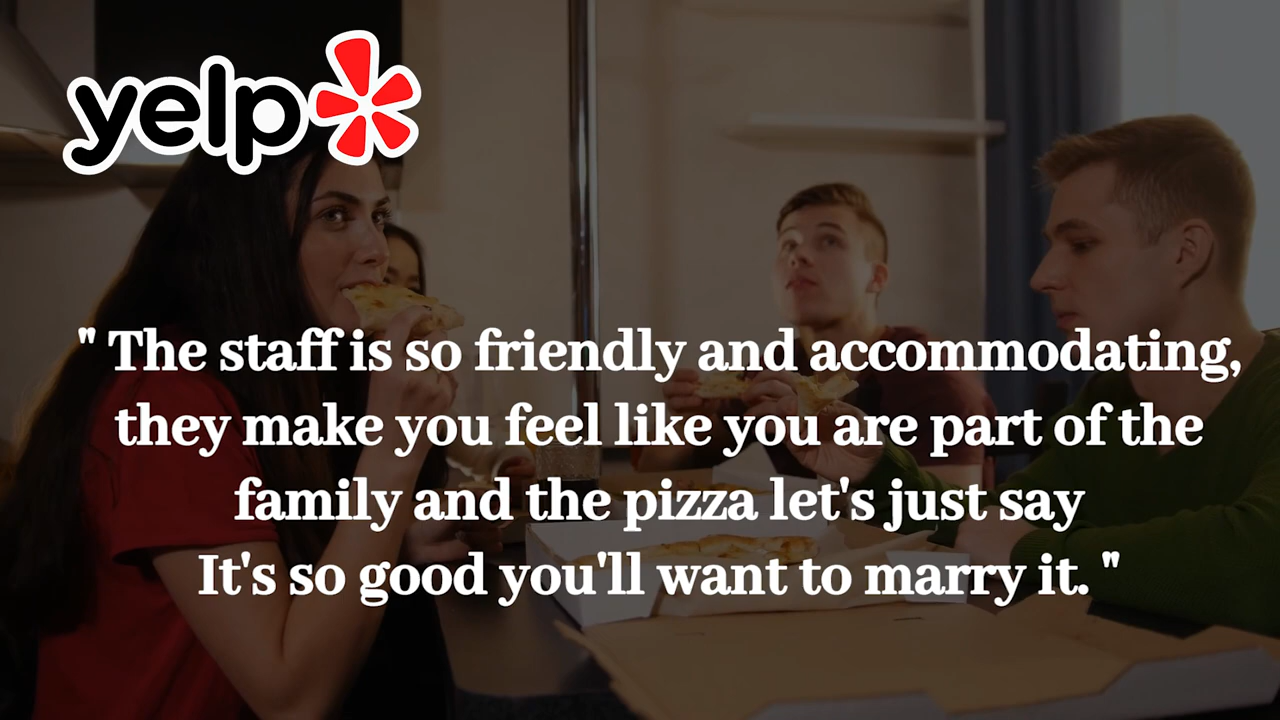 yelp
" The staff is so friendly and accommodating,
they make you feel like you are part of the
family and the pizza let's just say
It's so good you'll want to marry it. "